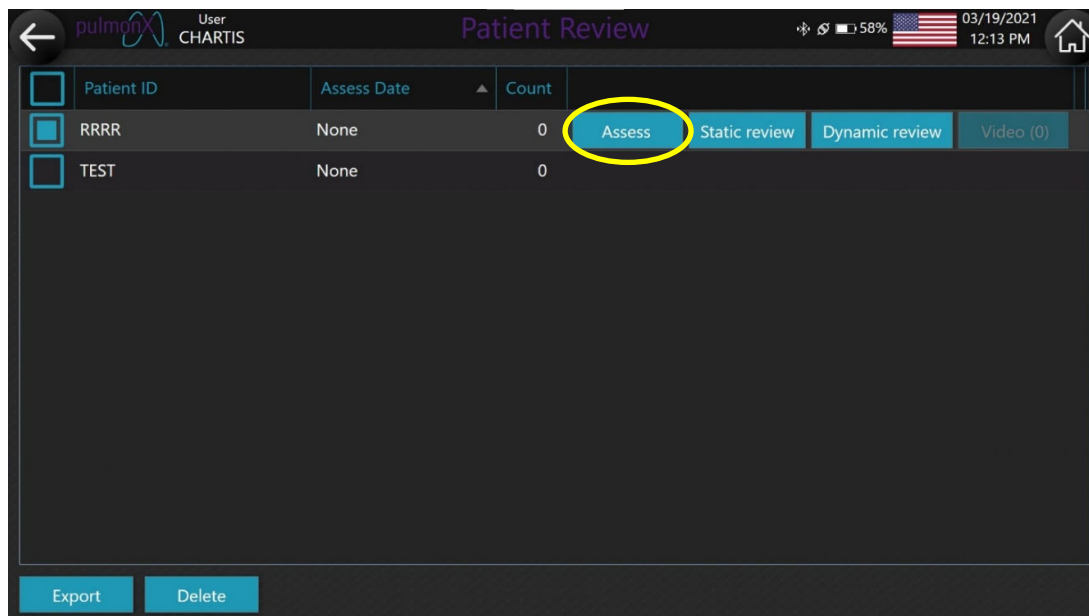 pulmonX
User
CHARTIS
Patient Review
58%
03/19/2021
12:13 PM
Patient ID Assess Date Count
RRRR None 0 Assess Static review Dynamic review Video (0)
TEST None 0
Export Delete